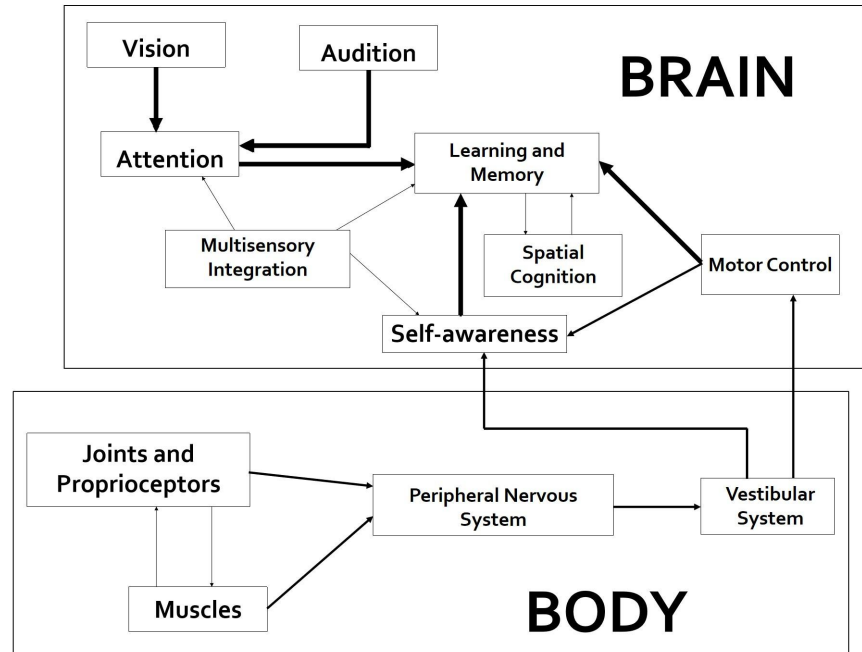 BRAIN
Vision
Audition
Attention
Learning and
Memory
Multisensory
Integration
Spatial
Cognition
Motor Control
Self-awareness
Joints and
Proprioceptors
Peripheral Nervous
System
Vestibular
System
Muscles
BODY